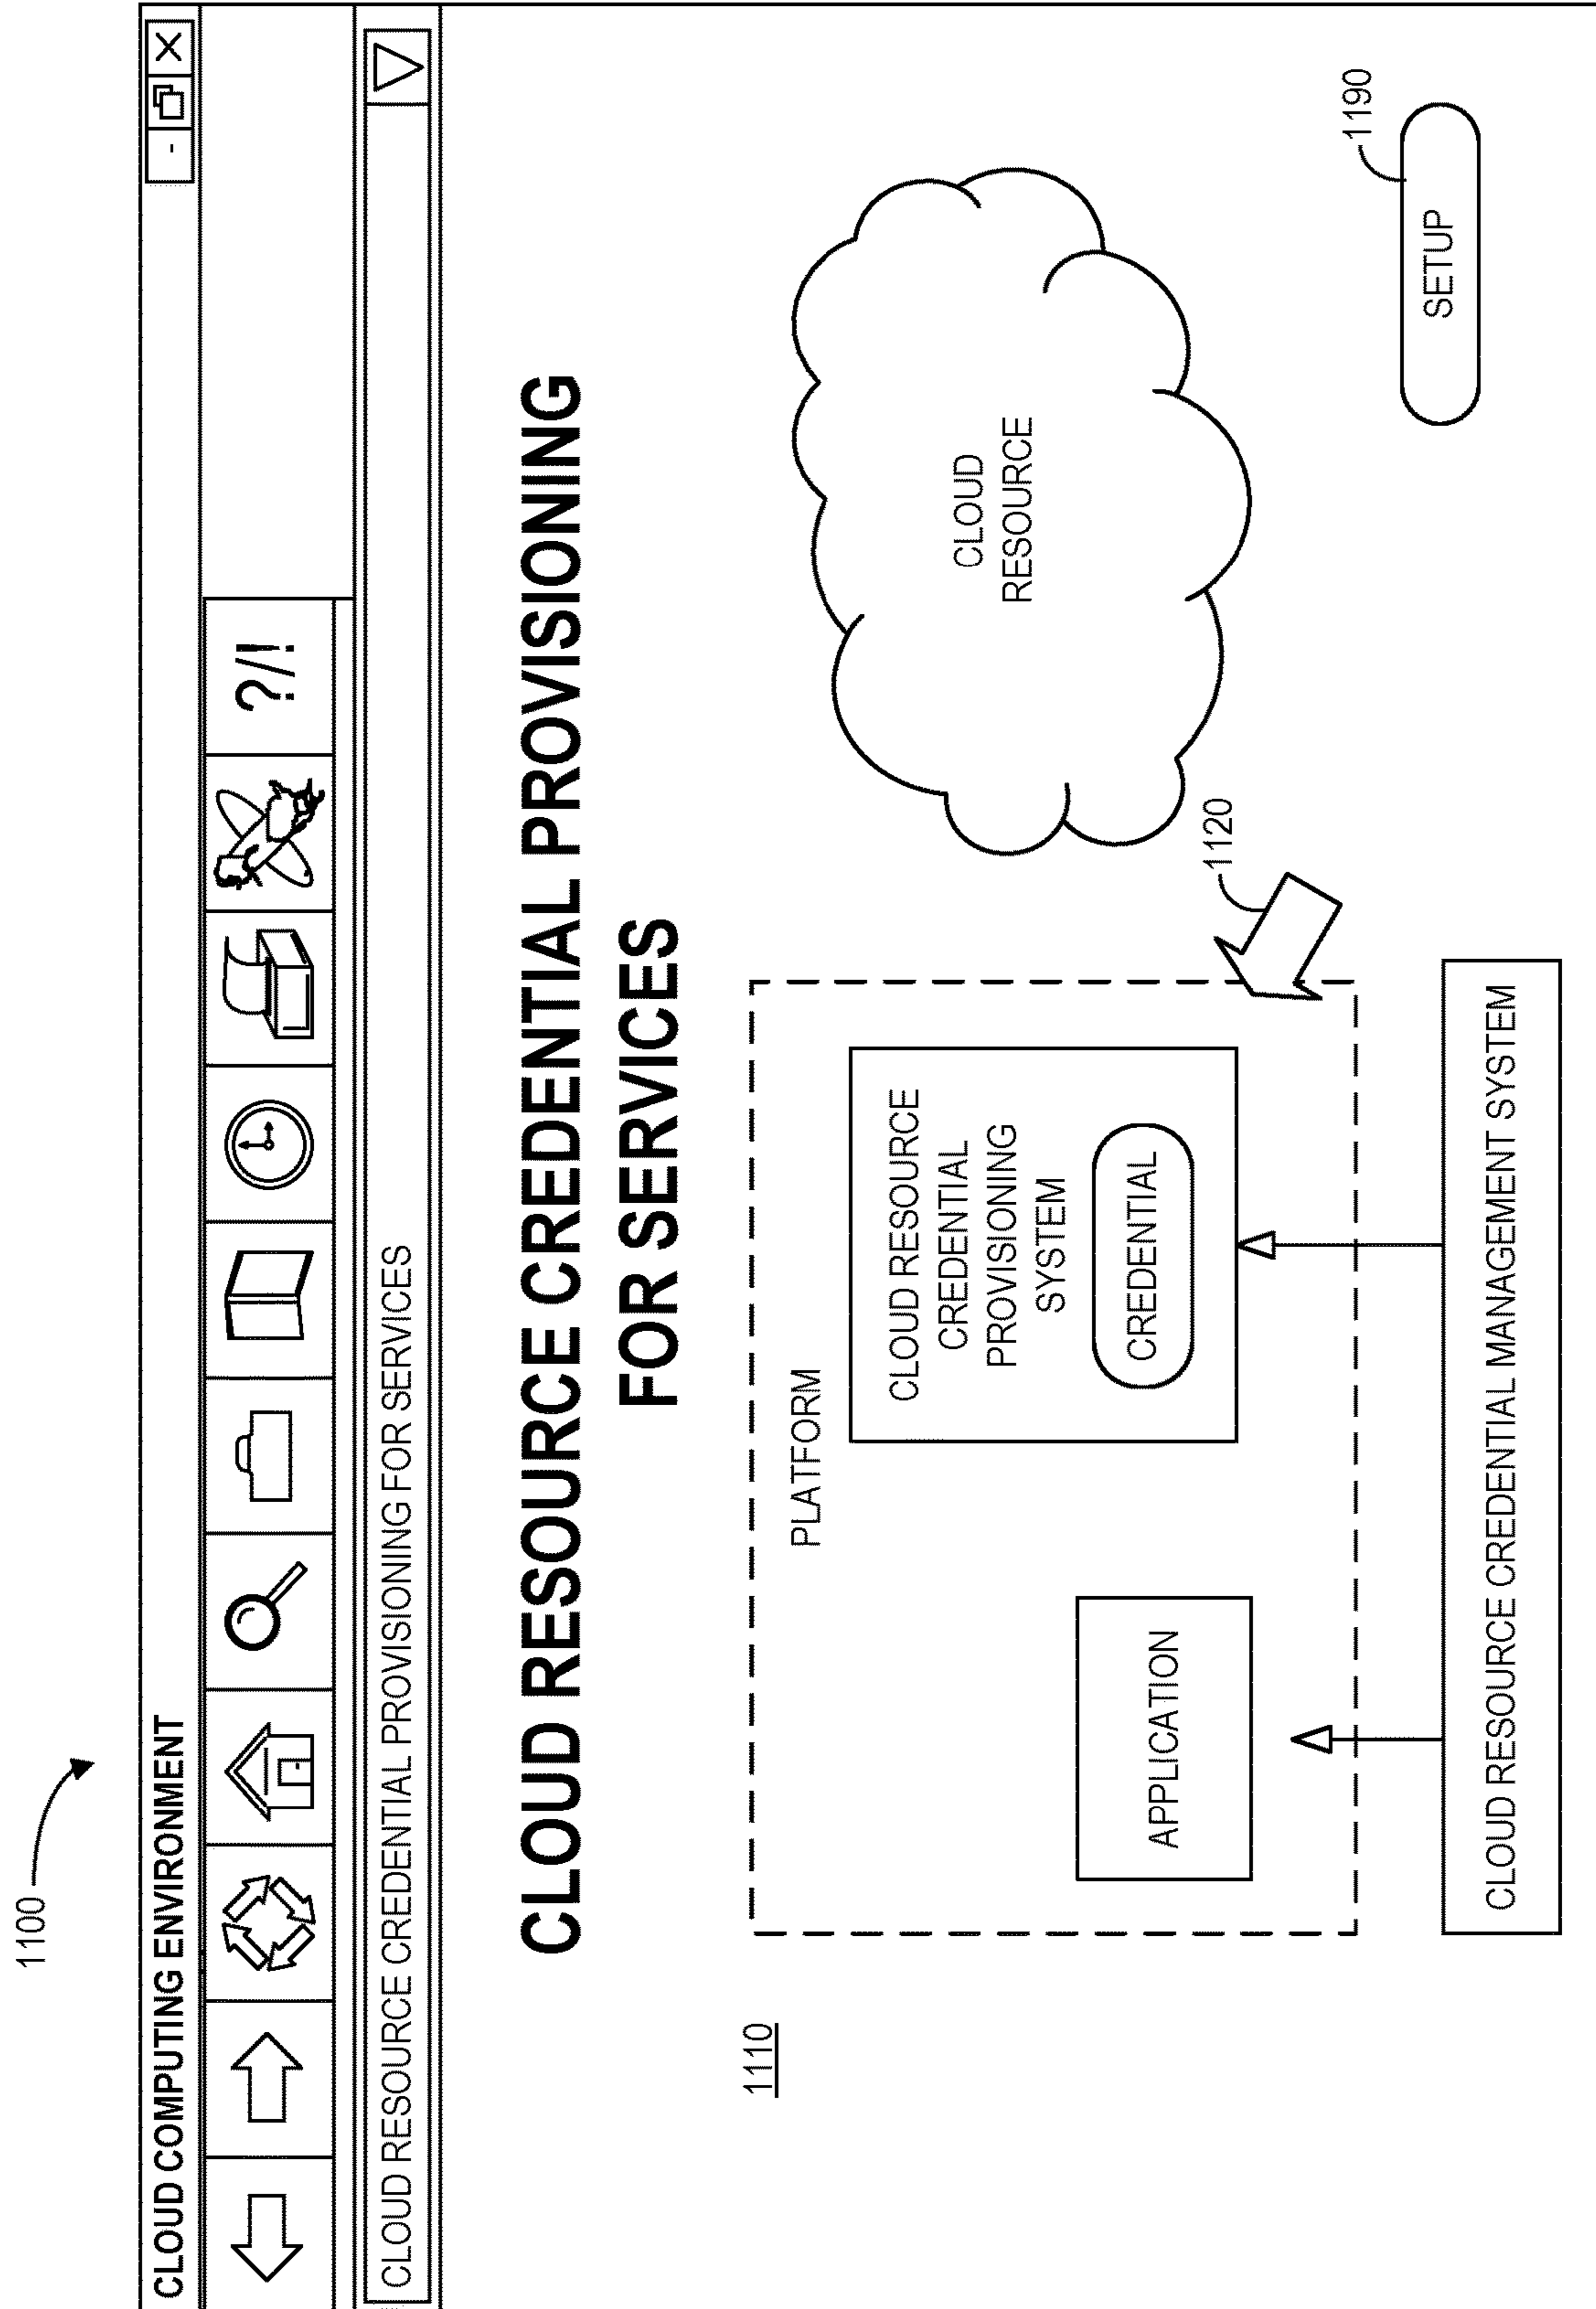 1100
CLOUD COMPUTING ENVIRONMENT
- X
?/!
CLOUD RESOURCE CREDENTIAL PROVISIONING FOR SERVICES
CLOUD RESOURCE CREDENTIAL PROVISIONING
FOR SERVICES
1110
PLATFORM
APPLICATION
CLOUD RESOURCE
CREDENTIAL
PROVISIONING
SYSTEM
CREDENTIAL
1120
CLOUD
RESOURCE
CLOUD RESOURCE CREDENTIAL MANAGEMENT SYSTEM
1190
SETUP